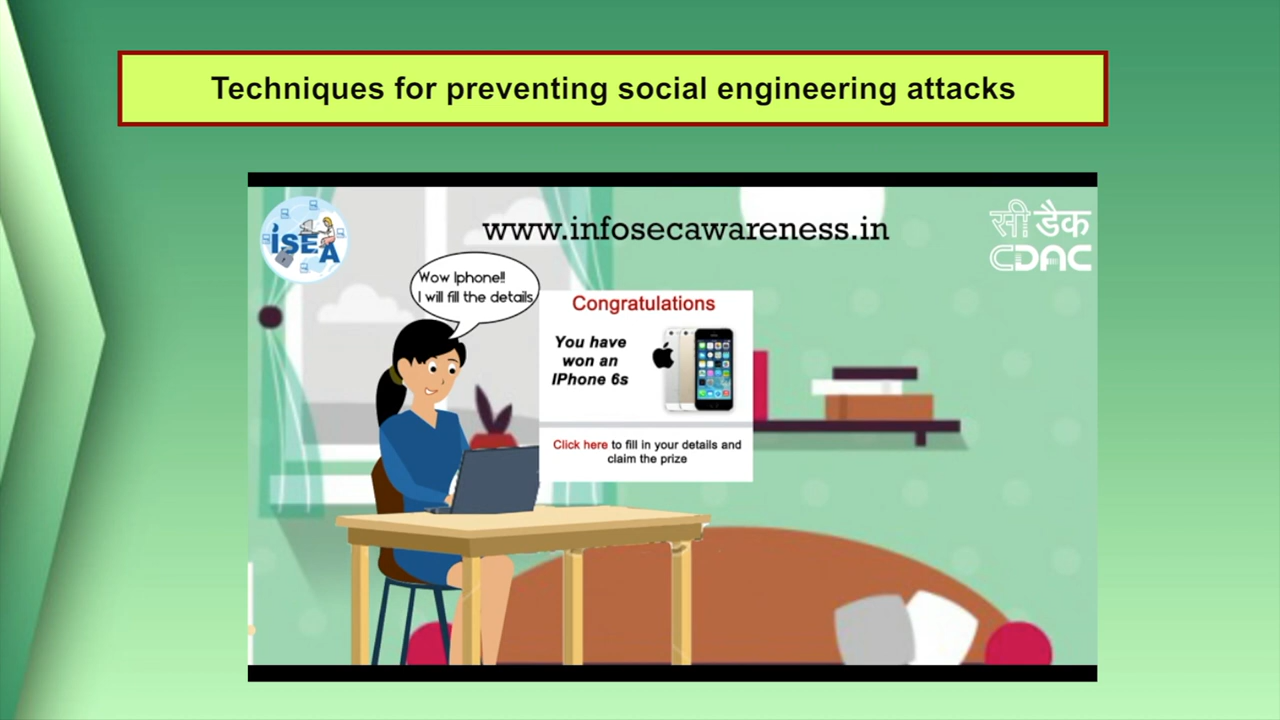 Techniques for preventing social engineering attacks
www.infosecawareness.in
iSEA
सी डैक
CDAC
Wow Iphone!!
I will fill the details
Congratulations
You have
won an
IPhone 6s
Click here to fill in your details and
claim the prize